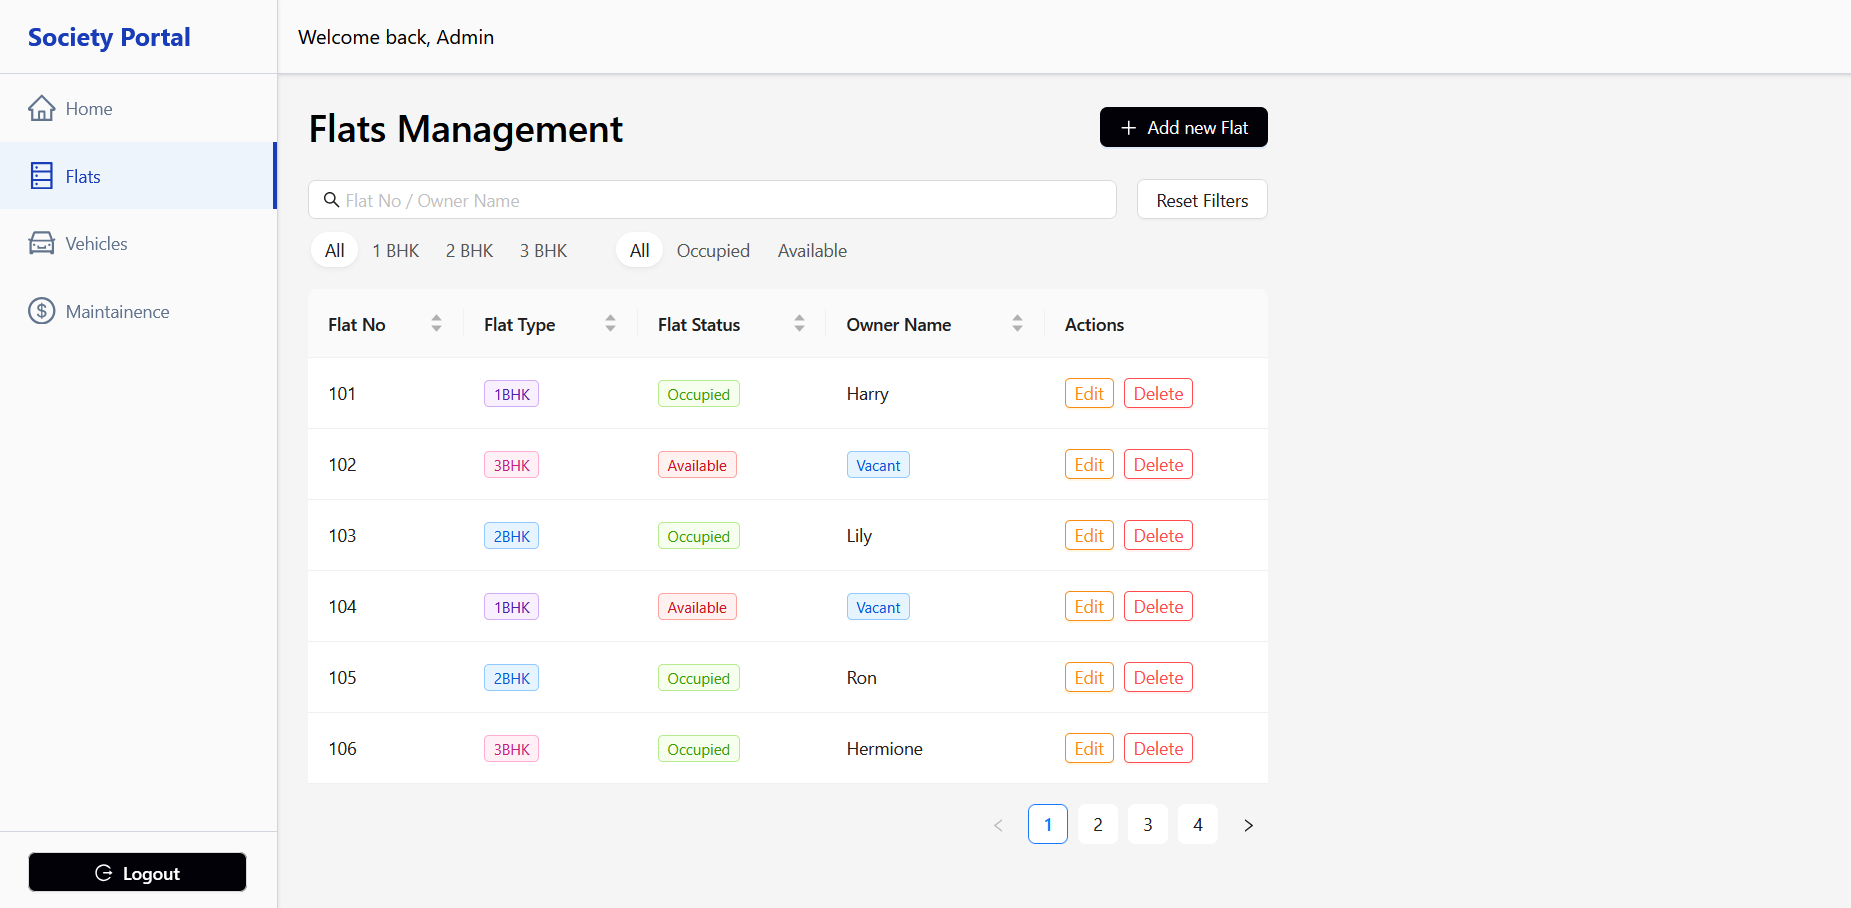 Society Portal
Welcome back, Admin
Home
Flats
Vehicles
Maintainence
Logout
Flats Management
Add new Flat
Flat No / Owner Name
Reset Filters
All 1 BHK 2 BHK 3 BHK All Occupied Available
Flat No Flat Type Flat Status Owner Name Actions
101 1BHK Occupied Harry Edit Delete
102 3BHK Available Vacant Edit Delete
103 2BHK Occupied Lily Edit Delete
104 1BHK Available Vacant Edit Delete
105 2BHK Occupied Ron Edit Delete
106 3BHK Occupied Hermione Edit Delete
1 2 3 4